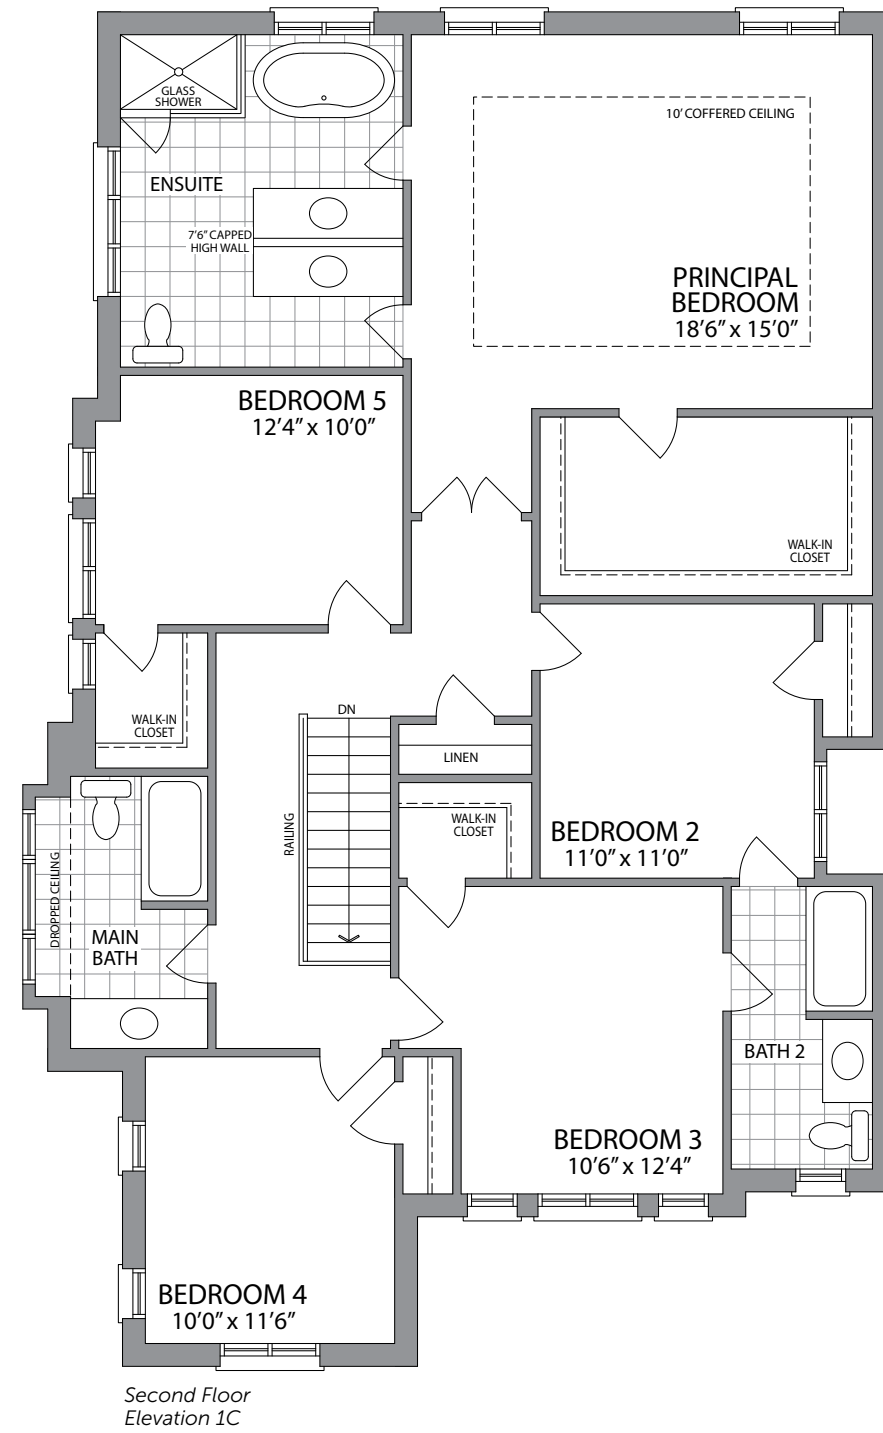 GLASS
SHOWER
10' COFFERED CEILING
ENSUITE
7'6" CAPPED
HIGH WALL
PRINCIPAL
BEDROOM
18'6" x 15'0"
BEDROOM 5
12'4" x 10'0"
WALK-IN
CLOSET
WALK-IN
CLOSET
DN
LINEN
RAILING
WALK-IN
CLOSET
BEDROOM 2
11'0" x 11'0"
DROPPED CEILING
MAIN
BATH
BATH 2
BEDROOM 3
10'6" x 12'4"
BEDROOM 4
10'0" x 11'6"
Second Floor
Elevation 1C